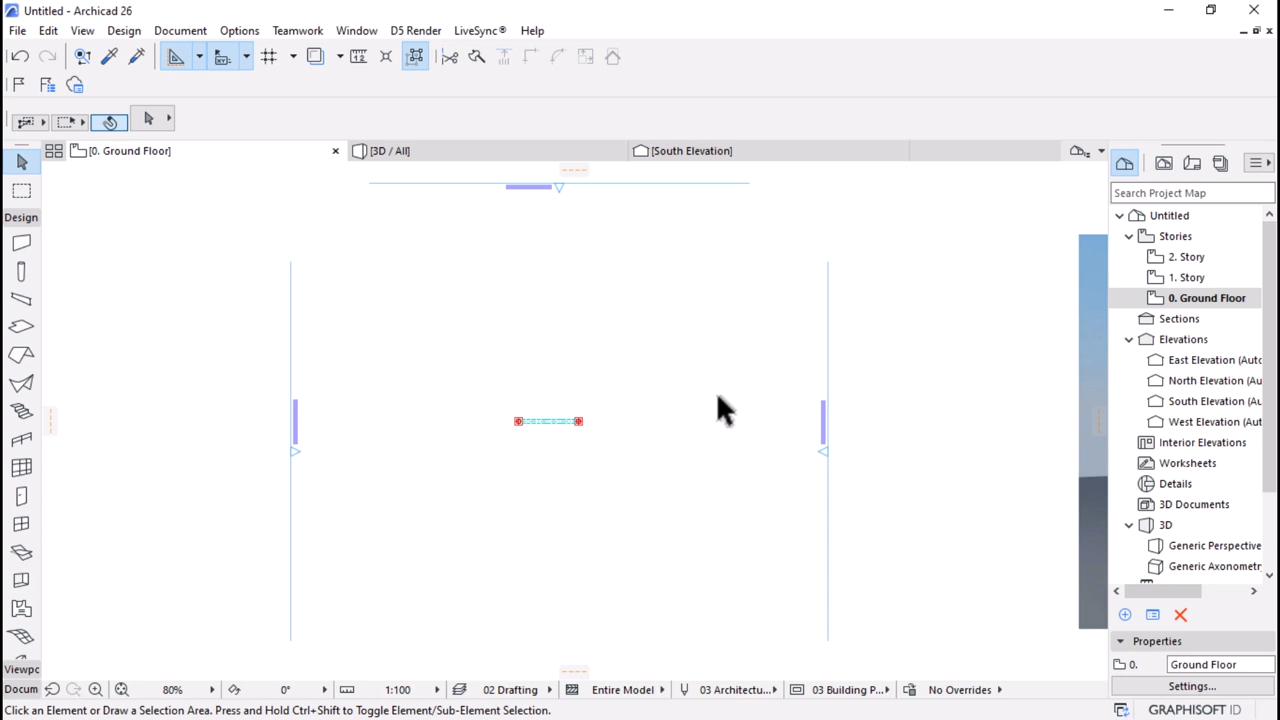 Untitled - Archicad 26
File Edit View Design Document Options Teamwork Window D5 Render LiveSync® Help
[0. Ground Floor]
[3D / All]
[South Elevation]
Search Project Map
Untitled
Stories
2. Story
1. Story
0. Ground Floor
Sections
Elevations
East Elevation (Auto
North Elevation (Au
South Elevation (Au
West Elevation (Aut
Interior Elevations
Worksheets
Details
3D Documents
3D
Generic Perspective
Generic Axonometr
Design
Viewpc
Docum
Properties
0.
Ground Floor
Settings...
80%
0°
1:100
02 Drafting
Entire Model
03 Architectu...
03 Building P...
No Overrides
Click an Element or Draw a Selection Area. Press and Hold Ctrl+Shift to Toggle Element/Sub-Element Selection.
GRAPHISOFT ID